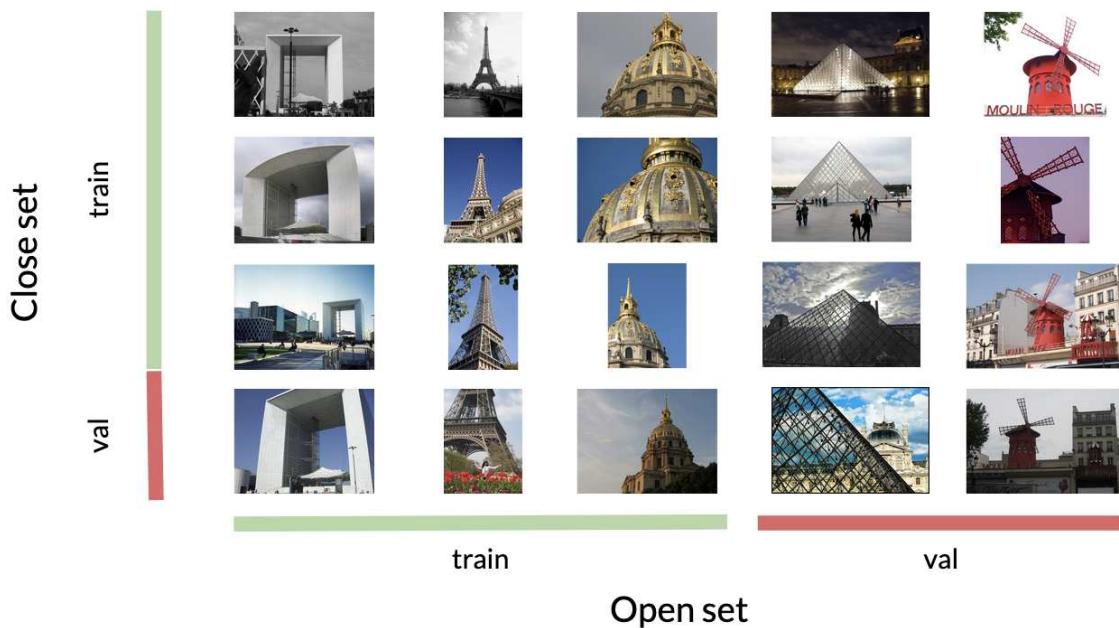 MOULIN ROUGE
Close set
train
val
train
val
Open set